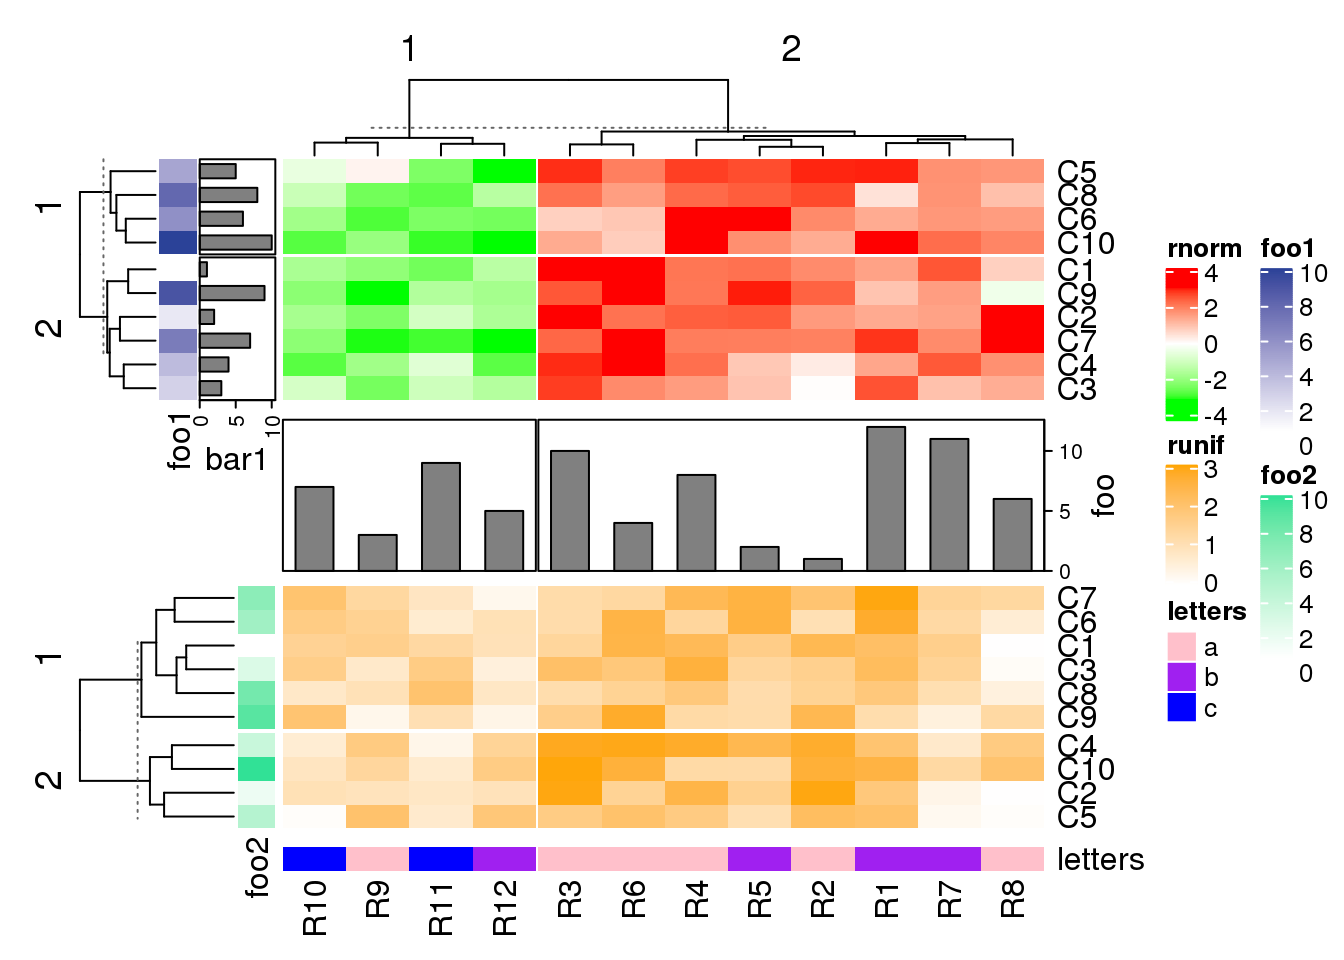 1 2
1
2
C5
C8
C6
C10
C1
C9
C2
C7
C4
C3
foo1
0 5 10
bar1
10
5
0
foo
1
2
C7
C6
C1
C3
C8
C9
C4
C10
C2
C5
foo2
letters
R10 R9 R11 R12 R3 R6 R4 R5 R2 R1 R7 R8
rnorm
4
2
0
-2
-4
runif
3
2
1
0
letters
a
b
c
foo1
10
8
6
4
2
0
foo2
10
8
6
4
2
0